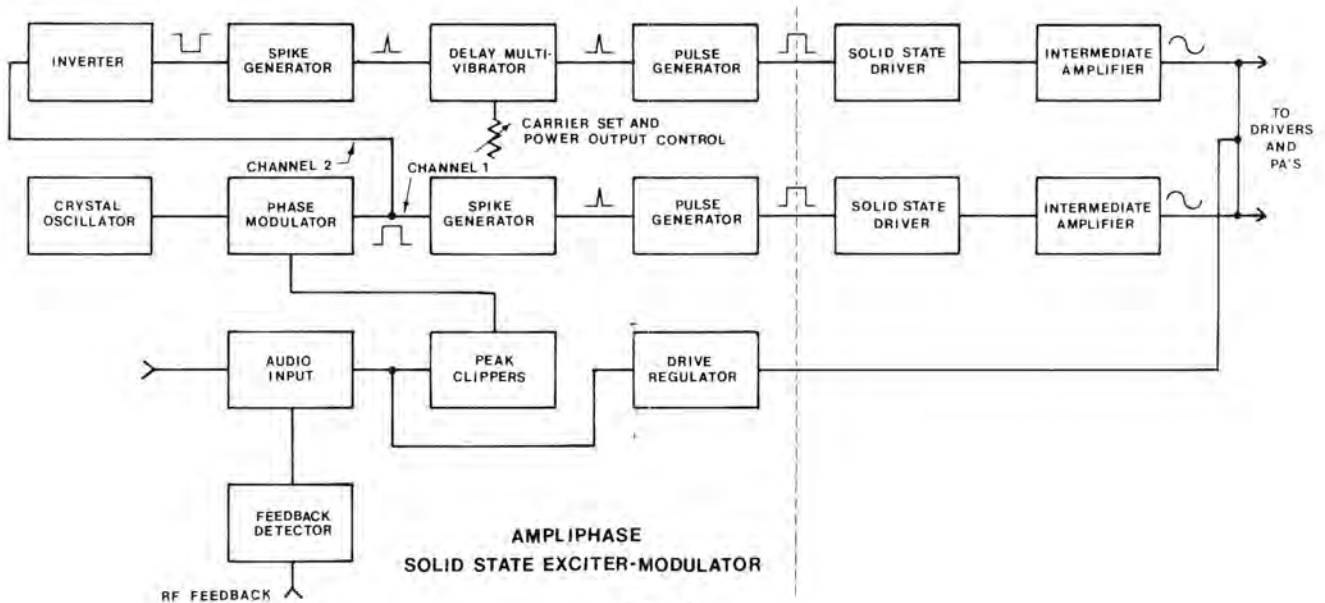 INVERTER
SPIKE
GENERATOR
DELAY MULTI-
VIBRATOR
PULSE
GENERATOR
SOLID STATE
DRIVER
INTERMEDIATE
AMPLIFIER
CARRIER SET AND
POWER OUTPUT CONTROL
TO
DRIVERS
AND
PA'S
CHANNEL 2
CHANNEL 1
CRYSTAL
OSCILLATOR
PHASE
MODULATOR
SPIKE
GENERATOR
PULSE
GENERATOR
SOLID STATE
DRIVER
INTERMEDIATE
AMPLIFIER
AUDIO
INPUT
PEAK
CLIPPERS
DRIVE
REGULATOR
FEEDBACK
DETECTOR
RF FEEDBACK
AMPLIPHASE
SOLID STATE EXCITER-MODULATOR